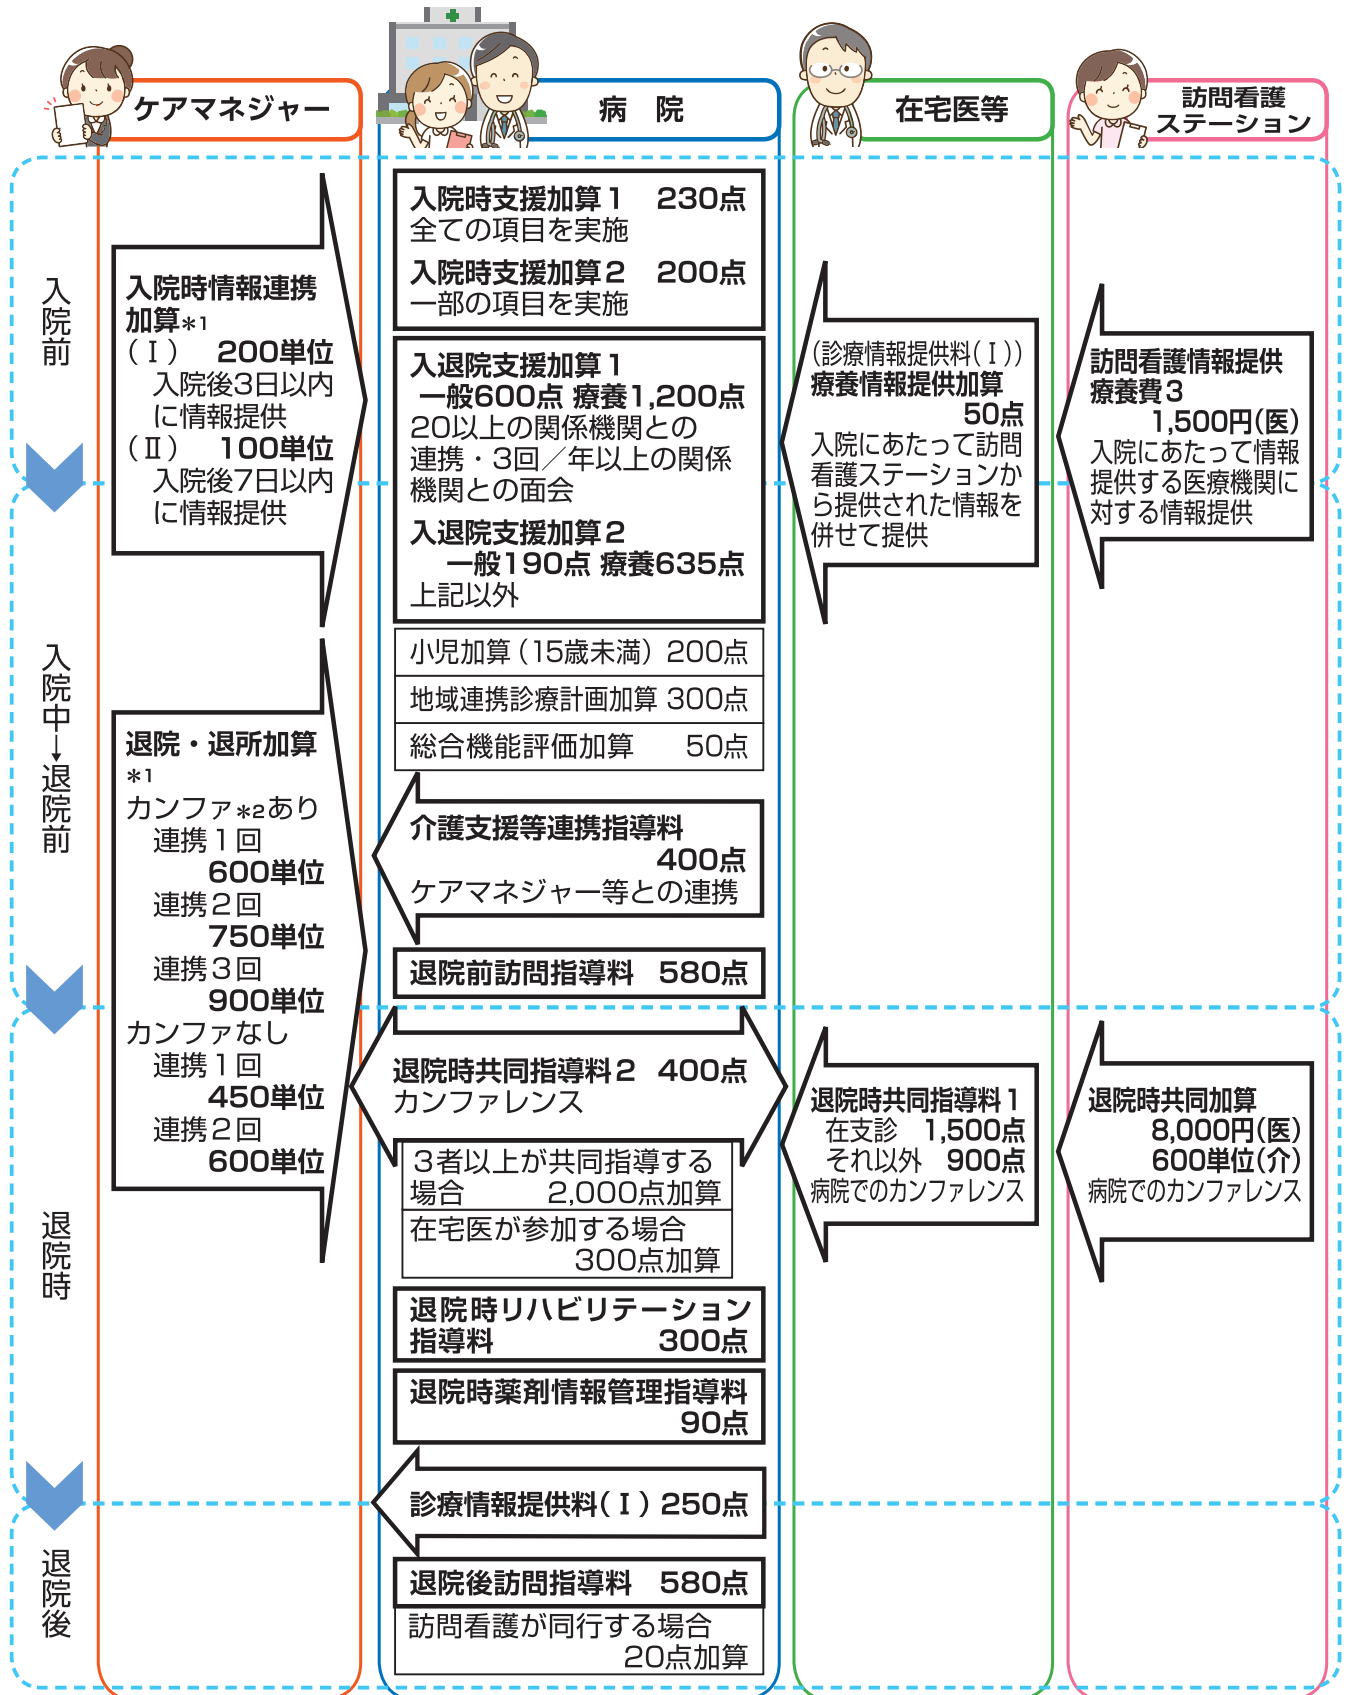 ケアマネジャー
病　院
在宅医等
訪問看護
ステーション
入院前
入院中→退院前
退院時
退院後
入院時情報連携
加算＊1
（Ⅰ）　200単位
入院後3日以内
に情報提供
（Ⅱ）　100単位
入院後7日以内
に情報提供
退院・退所加算
＊1
カンファ＊2あり
連携１回
600単位
連携２回
750単位
連携３回
900単位
カンファなし
連携１回
450単位
連携２回
600単位
入院時支援加算１　230点
全ての項目を実施
入院時支援加算２　200点
一部の項目を実施
入退院支援加算１
一般600点 療養1,200点
20以上の関係機関との
連携・3回／年以上の関係
機関との面会
入退院支援加算２
一般190点 療養635点
上記以外
小児加算（15歳未満）200点
地域連携診療計画加算 300点
総合機能評価加算　50点
介護支援等連携指導料
400点
ケアマネジャー等との連携
退院前訪問指導料　580点
退院時共同指導料２　400点
カンファレンス
３者以上が共同指導する
場合　2,000点加算
在宅医が参加する場合
300点加算
退院時リハビリテーション
指導料　300点
退院時薬剤情報管理指導料
90点
診療情報提供料（Ⅰ）250点
退院後訪問指導料　580点
訪問看護が同行する場合
20点加算
（診療情報提供料（Ⅰ））
療養情報提供加算
50点
入院にあたって訪問
看護ステーションか
ら提供された情報を
併せて提供
退院時共同指導料１
在支診　1,500点
それ以外　900点
病院でのカンファレンス
訪問看護情報提供
療養費３
1,500円（医）
入院にあたって情報
提供する医療機関に
対する情報提供
退院時共同加算
8,000円（医）
600単位（介）
病院でのカンファレンス